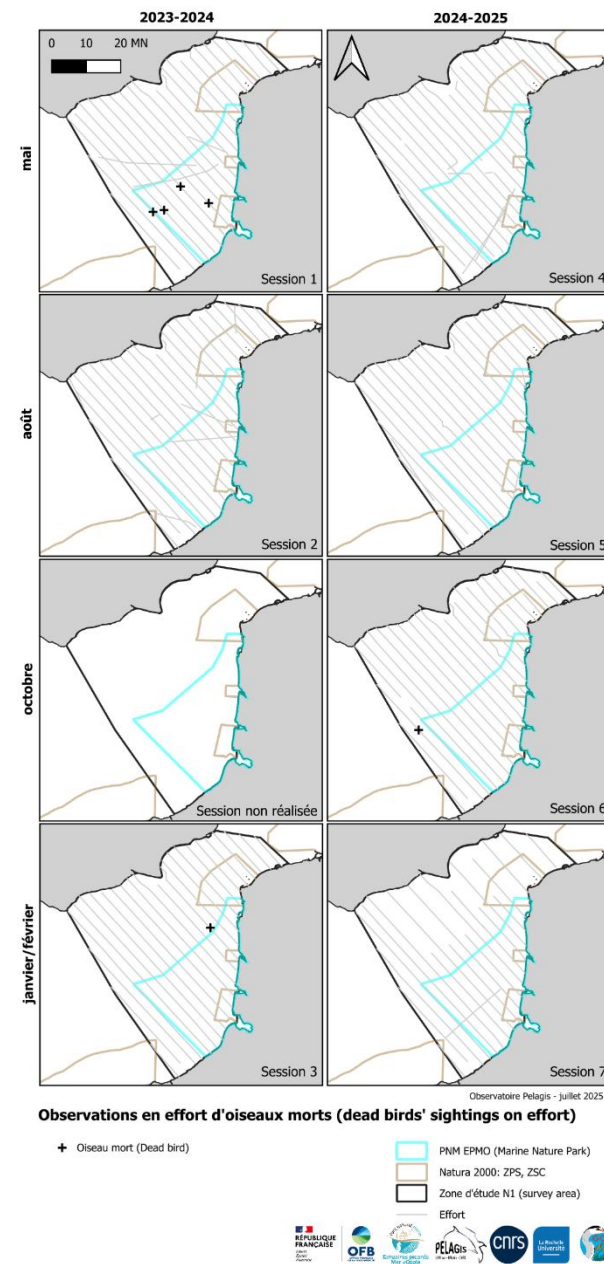 2023-2024
2024-2025
0 10 20 MN
mai
Session 1
Session 4
août
Session 2
Session 5
octobre
Session non réalisée
Session 6
janvier/février
Session 3
Session 7
Observatoire Pelagis - juillet 2025
Observations en effort d'oiseaux morts (dead birds' sightings on effort)
Oiseau mort (Dead bird)
PNM EPMO (Marine Nature Park)
Natura 2000: ZPS, ZSC
Zone d'étude N1 (survey area)
Effort
RÉPUBLIQUE
FRANÇAISE
OFB
PELAGIS
cnrs
La Rochelle
Université